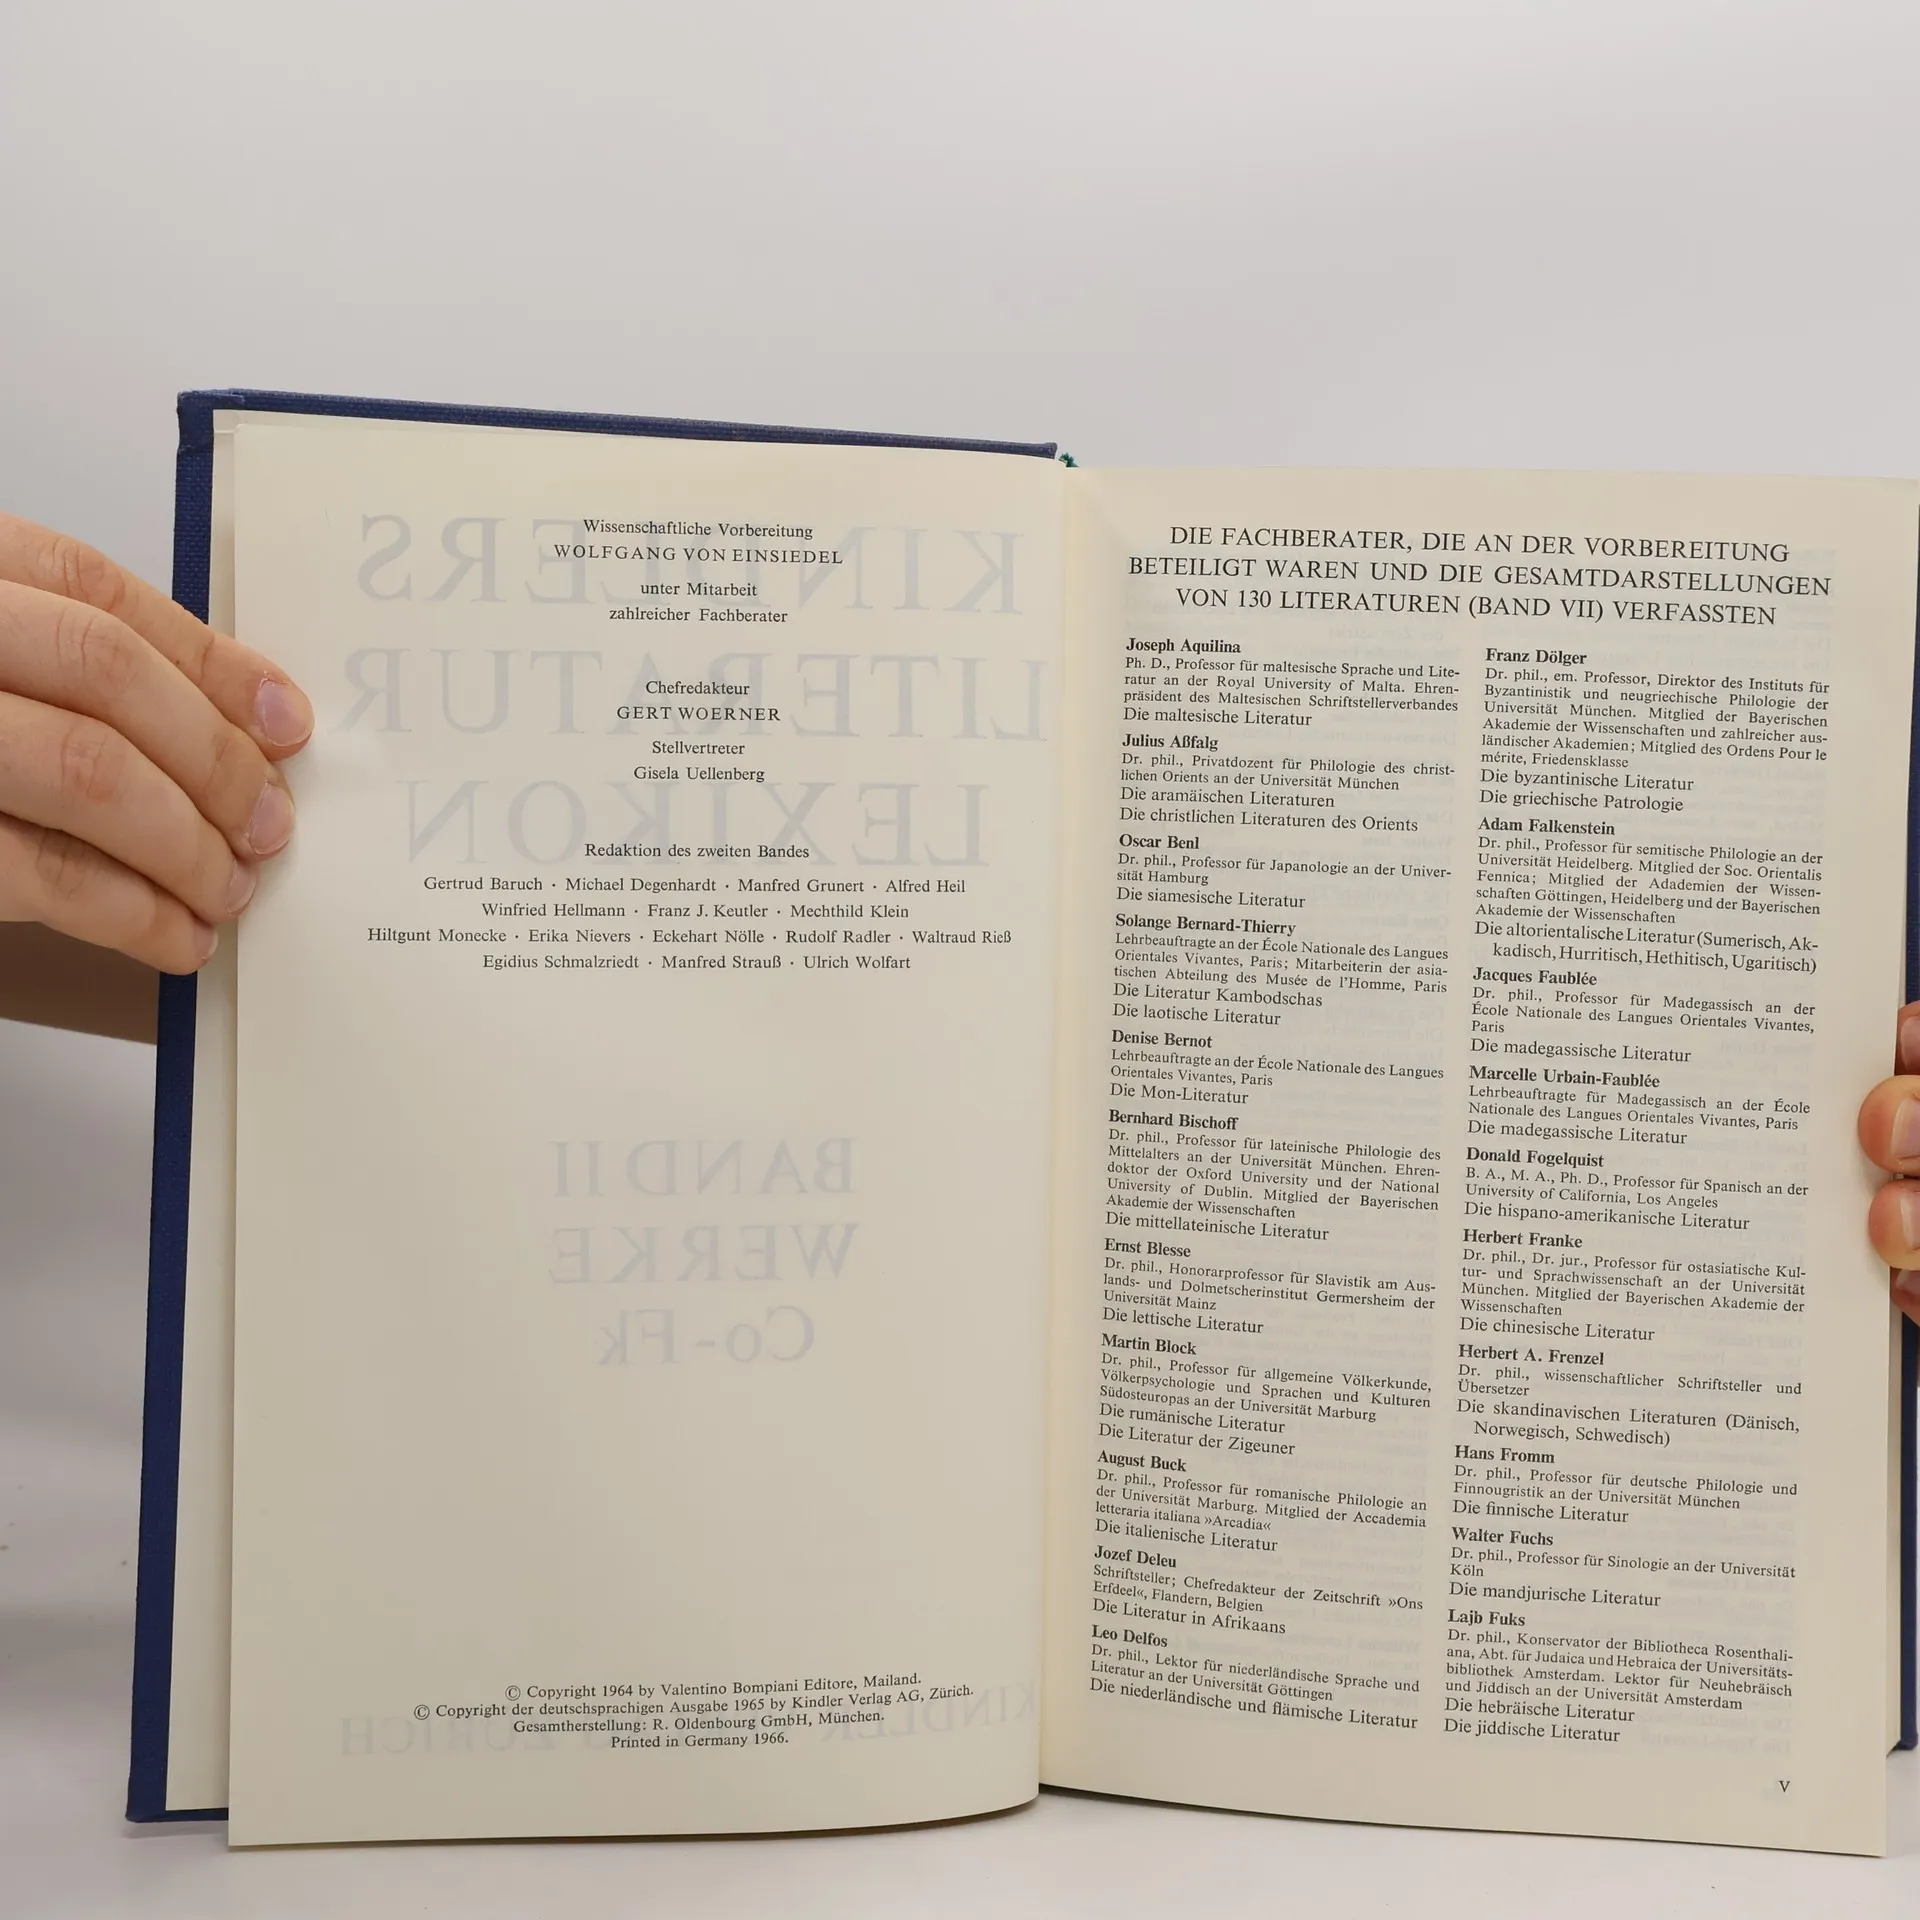 Wissenschaftliche Vorbereitung
WOLFGANG VON EINSIEDEL
unter Mitarbeit
zahlreicher Fachberater
Chefredakteur
GERT WOERNER
Stellvertreter
Gisela Uellenberg
Redaktion des zweiten Bandes
Gertrud Baruch · Michael Degenhardt · Manfred Grunert · Alfred Heil
Winfried Hellmann · Franz J. Keutler · Mechthild Klein
Hiltgunt Monecke · Erika Nievers · Eckehart Nölle · Rudolf Radler · Waltraud Rieß
Egidius Schmalzriedt · Manfred Strauß · Ulrich Wolfart
© Copyright 1964 by Valentino Bompiani Editore, Mailand.
© Copyright der deutschsprachigen Ausgabe 1965 by Kindler Verlag AG, Zürich.
Gesamtherstellung: R. Oldenbourg GmbH, München.
Printed in Germany 1966.
KINDLERS
LITERATUR
LEXIKON
BAND II
WERKE
Co-Fk
DIE FACHBERATER, DIE AN DER VORBEREITUNG
BETEILIGT WAREN UND DIE GESAMTDARSTELLUNGEN
VON 130 LITERATUREN (BAND VII) VERFASSTEN
Joseph Aquilina
Ph. D., Professor für maltesische Sprache und Lite-
ratur an der Royal University of Malta. Ehren-
präsident des Maltesischen Schriftstellerverbandes
Die maltesische Literatur
Julius Aßfalg
Dr. phil., Privatdozent für Philologie des christ-
lichen Orients an der Universität München
Die aramäischen Literaturen
Die christlichen Literaturen des Orients
Oscar Benl
Dr. phil., Professor für Japanologie an der Univer-
sität Hamburg
Die siamesische Literatur
Solange Bernard-Thierry
Lehrbeauftragte an der École Nationale des Langues
Orientales Vivantes, Paris; Mitarbeiterin der asia-
tischen Abteilung des Musée de l'Homme, Paris
Die Literatur Kambodschas
Die laotische Literatur
Denise Bernot
Lehrbeauftragte an der École Nationale des Langues
Orientales Vivantes, Paris
Die Mon-Literatur
Bernhard Bischoff
Dr. phil., Professor für lateinische Philologie des
Mittelalters an der Universität München. Ehren-
doktor der Oxford University und der National
University of Dublin. Mitglied der Bayerischen
Akademie der Wissenschaften
Die mittellateinische Literatur
Ernst Blesse
Dr. phil., Honorarprofessor für Slavistik am Aus-
lands- und Dolmetscherinstitut Germersheim der
Universität Mainz
Die lettische Literatur
Martin Block
Dr. phil., Professor für allgemeine Völkerkunde,
Völkerpsychologie und Sprachen und Kulturen
Südosteuropas an der Universität Marburg
Die rumänische Literatur
Die Literatur der Zigeuner
August Buck
Dr. phil., Professor für romanische Philologie an
der Universität Marburg. Mitglied der Accademia
letteraria italiana »Arcadia«
Die italienische Literatur
Jozef Deleu
Schriftsteller; Chefredakteur der Zeitschrift »Ons
Erfdeel«, Flandern, Belgien
Die Literatur in Afrikaans
Leo Delfos
Dr. phil., Lektor für niederländische Sprache und
Literatur an der Universität Göttingen
Die niederländische und flämische Literatur
Franz Dölger
Dr. phil., em. Professor, Direktor des Instituts für
Byzantinistik und neugriechische Philologie der
Universität München. Mitglied der Bayerischen
Akademie der Wissenschaften und zahlreicher aus-
ländischer Akademien; Mitglied des Ordens Pour le
mérite, Friedensklasse
Die byzantinische Literatur
Die griechische Patrologie
Adam Falkenstein
Dr. phil., Professor für semitische Philologie an der
Universität Heidelberg. Mitglied der Soc. Orientalis
Fennica; Mitglied der Adademien der Wissen-
schaften Göttingen, Heidelberg und der Bayerischen
Akademie der Wissenschaften
Die altorientalische Literatur (Sumerisch, Ak-
kadisch, Hurritisch, Hethitisch, Ugaritisch)
Jacques Faublée
Dr. phil., Professor für Madegassisch an der
École Nationale des Langues Orientales Vivantes,
Paris
Die madegassische Literatur
Marcelle Urbain-Faublée
Lehrbeauftragte für Madegassisch an der École
Nationale des Langues Orientales Vivantes, Paris
Die madegassische Literatur
Donald Fogelquist
B. A., M. A., Ph. D., Professor für Spanisch an der
University of California, Los Angeles
Die hispano-amerikanische Literatur
Herbert Franke
Dr. phil., Dr. jur., Professor für ostasiatische Kul-
tur- und Sprachwissenschaft an der Universität
München. Mitglied der Bayerischen Akademie der
Wissenschaften
Die chinesische Literatur
Herbert A. Frenzel
Dr. phil., wissenschaftlicher Schriftsteller und
Übersetzer
Die skandinavischen Literaturen (Dänisch,
Norwegisch, Schwedisch)
Hans Fromm
Dr. phil., Professor für deutsche Philologie und
Finnougristik an der Universität München
Die finnische Literatur
Walter Fuchs
Dr. phil., Professor für Sinologie an der Universität
Köln
Die mandjurische Literatur
Lajb Fuks
Dr. phil., Konservator der Bibliotheca Rosenthali-
ana, Abt. für Judaica und Hebraica der Universitäts-
bibliothek Amsterdam. Lektor für Neuhebräisch
und Jiddisch an der Universität Amsterdam
Die hebräische Literatur
Die jiddische Literatur
V